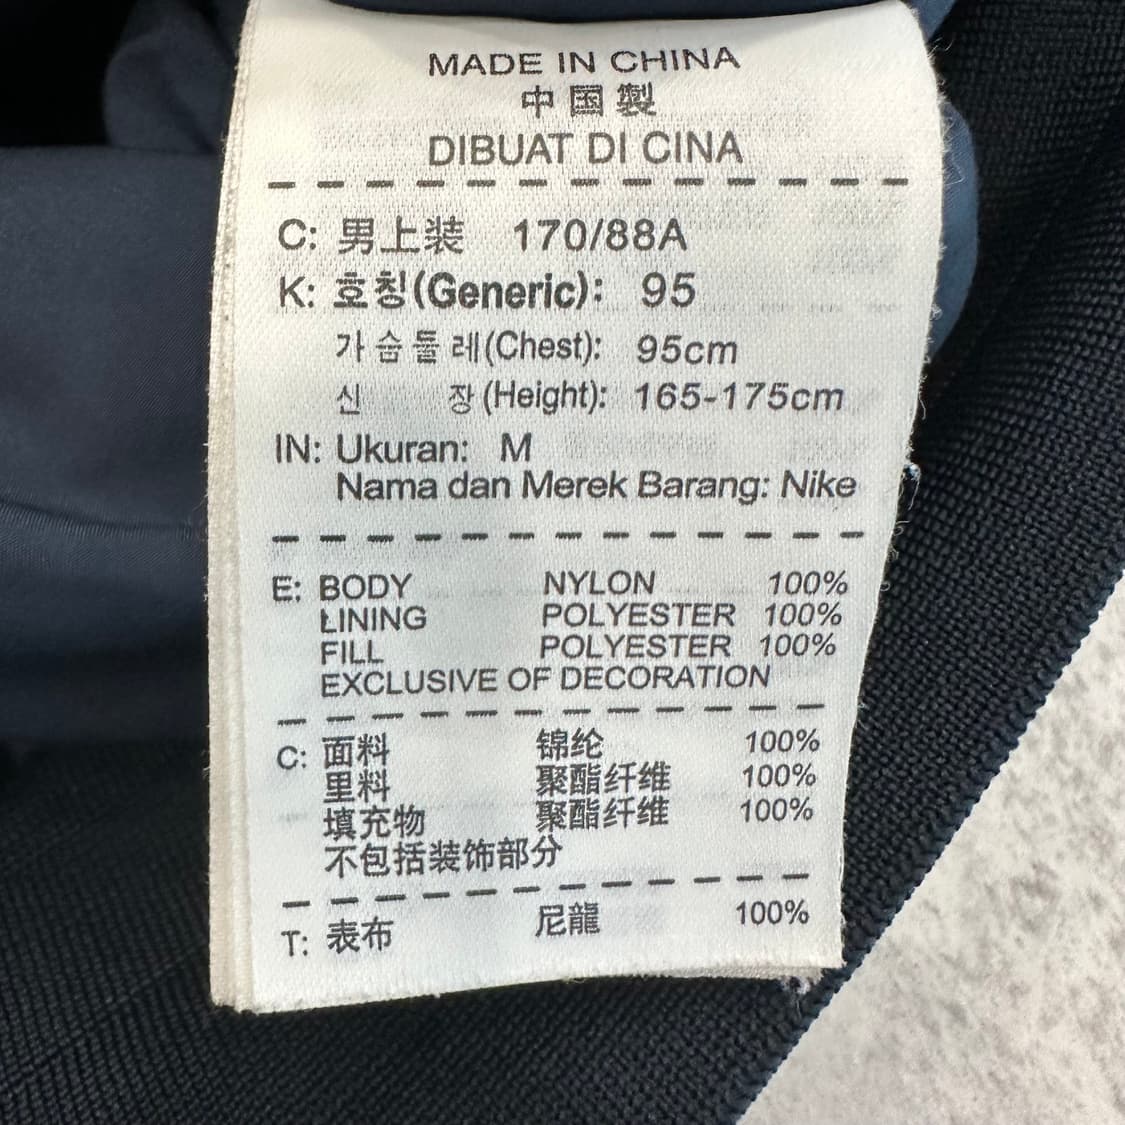 MADE IN CHINA
中国製
DIBUAT DI CINA
C: 男上装 170/88A
K: 호칭(Generic): 95
가슴둘레(Chest): 95cm
신 장(Height): 165-175cm
IN: Ukuran: M
Nama dan Merek Barang: Nike
E: BODY NYLON 100%
LINING POLYESTER 100%
FILL POLYESTER 100%
EXCLUSIVE OF DECORATION
C: 面料 锦纶 100%
里料 聚酯纤维 100%
填充物 聚酯纤维 100%
不包括装饰部分
T: 表布 尼龍 100%